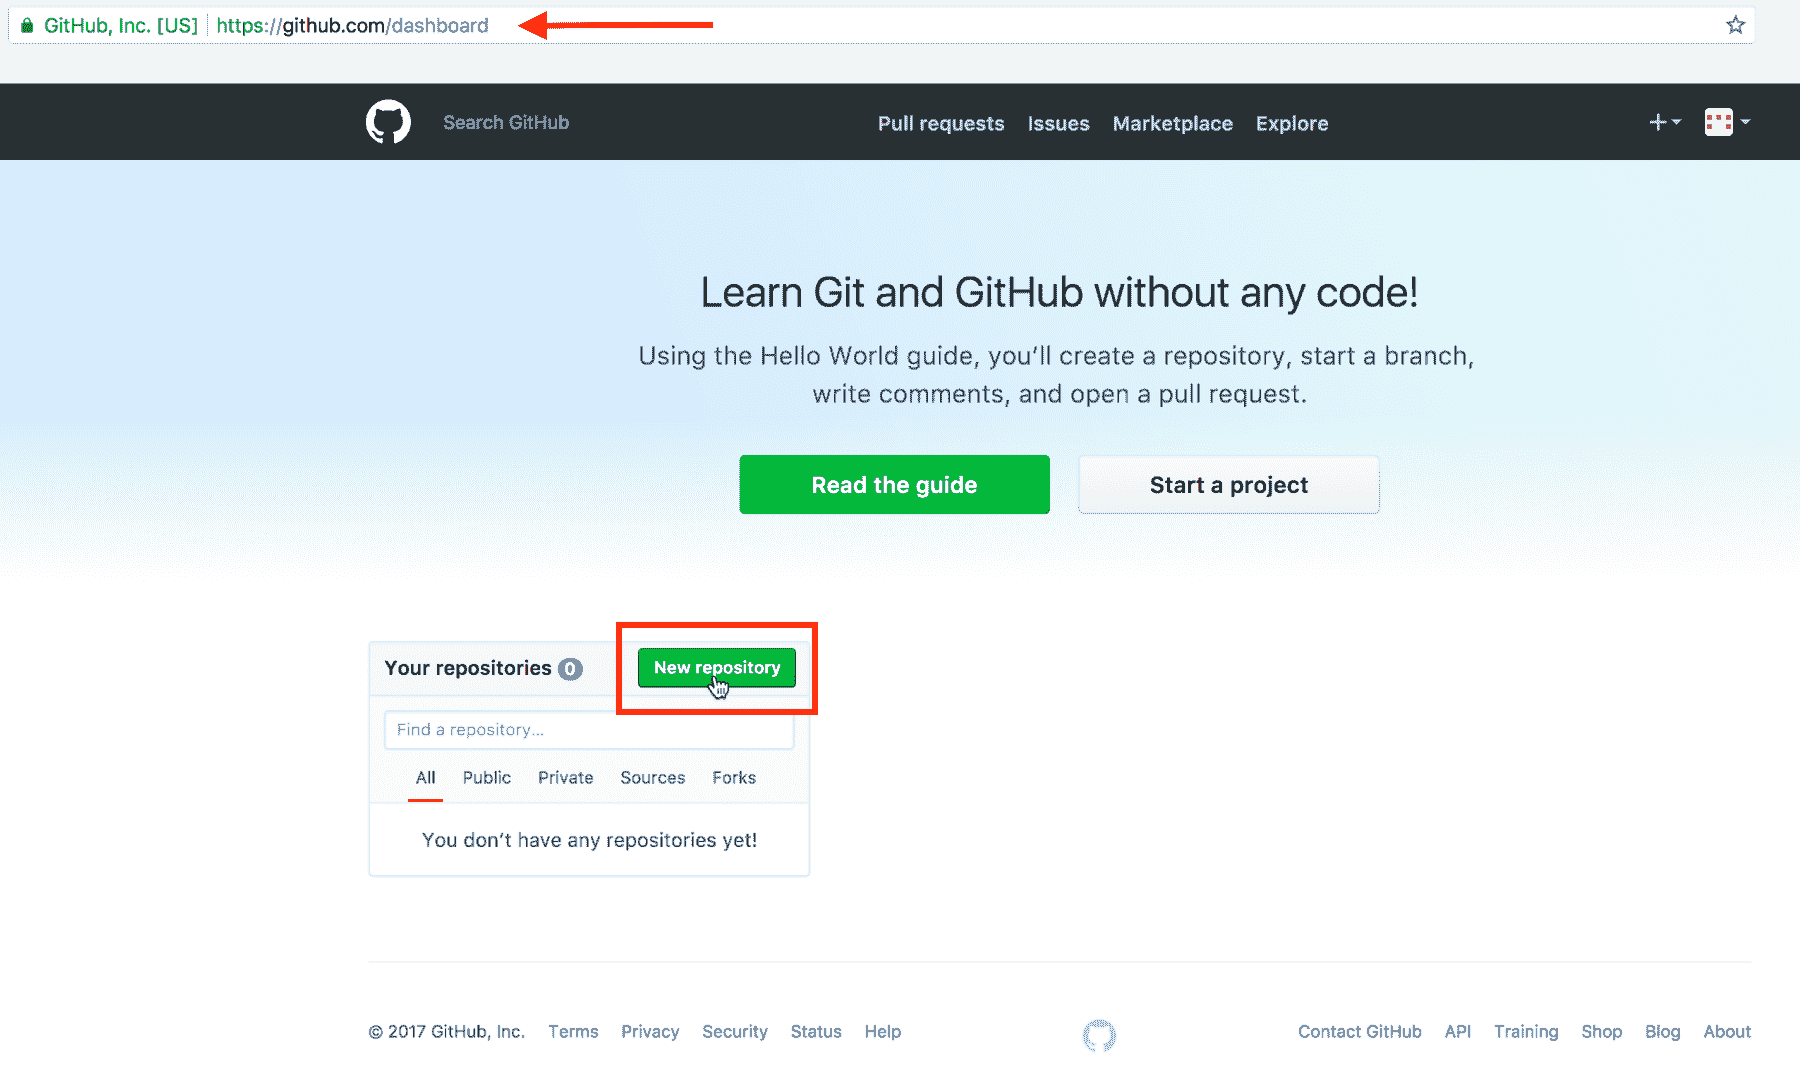 GitHub, Inc. [US] https://github.com/dashboard
Search GitHub Pull requests Issues Marketplace Explore
Learn Git and GitHub without any code!
Using the Hello World guide, you’ll create a repository, start a branch,
write comments, and open a pull request.
Read the guide Start a project
Your repositories 0 New repository
Find a repository...
All Public Private Sources Forks
You don’t have any repositories yet!
© 2017 GitHub, Inc. Terms Privacy Security Status Help Contact GitHub API Training Shop Blog About